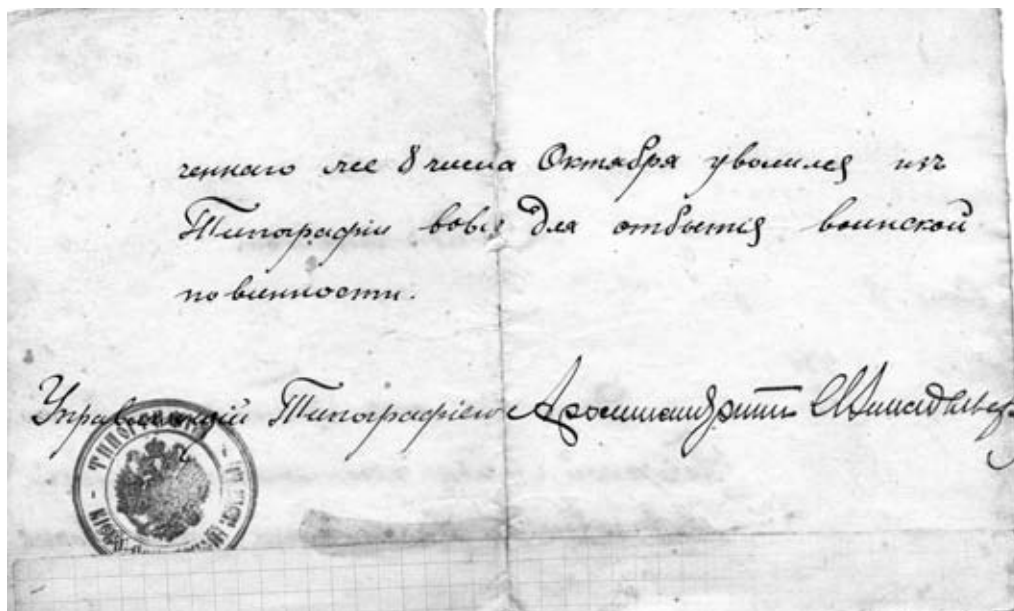 ченнаго же 8 числа Октября уволился изъ
Типографіи вовсе для отбытія воинской
повинности.
Управляющій Типографіею Архимандритъ